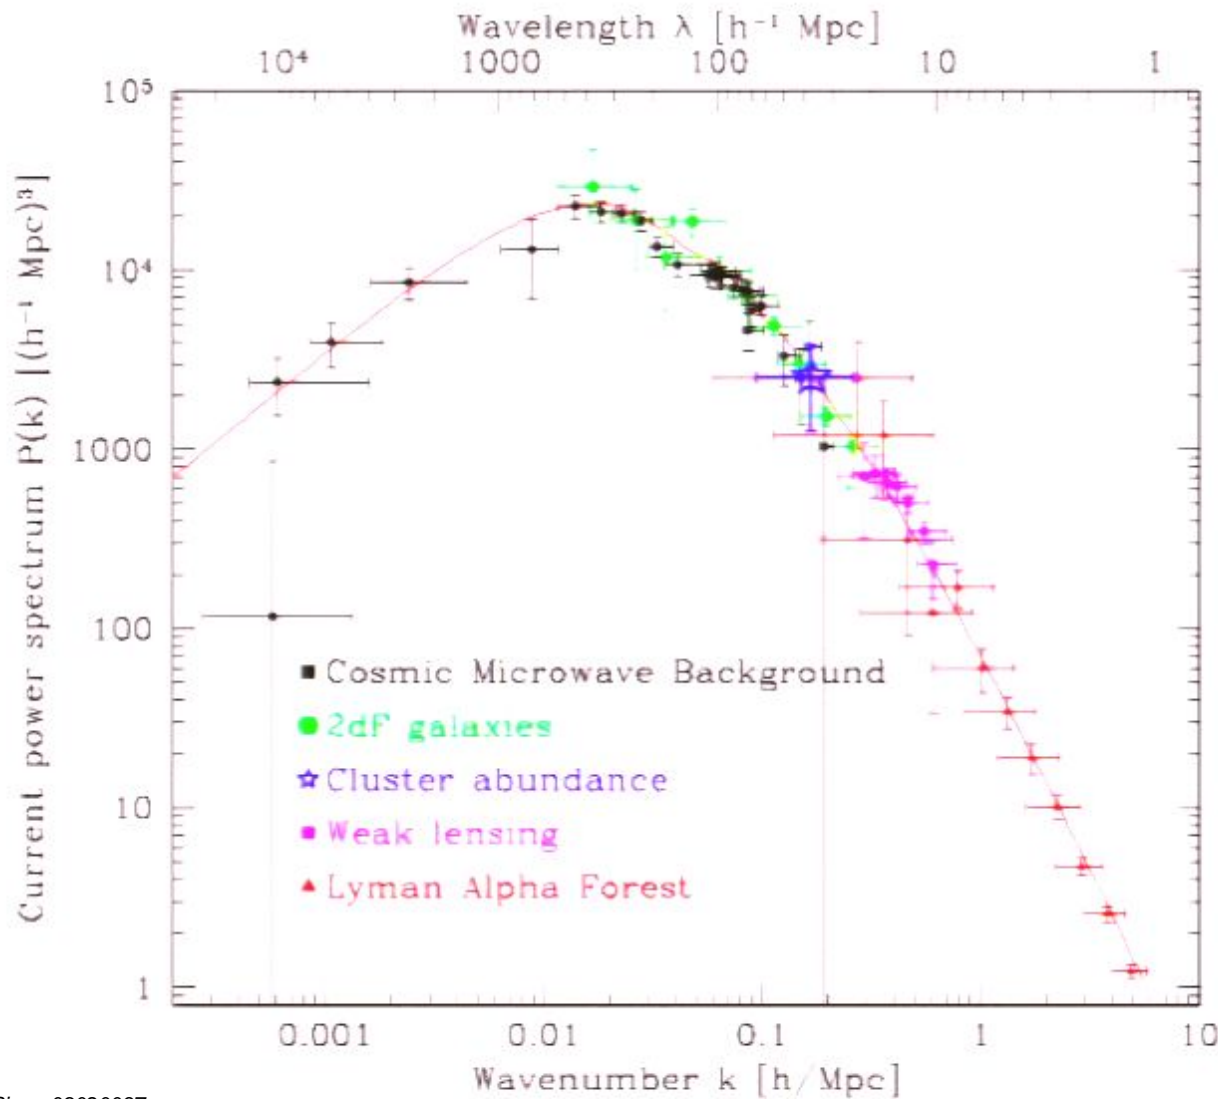 Wavelength λ [h⁻¹ Mpc]
10⁴ 1000 100 10 1
10⁵
10⁴
1000
100
10
1
Current power spectrum P(k) [(h⁻¹ Mpc)³]
Cosmic Microwave Background
2dF galaxies
Cluster abundance
Weak lensing
Lyman Alpha Forest
0.001 0.01 0.1 1 10
Wavenumber k [h/Mpc]